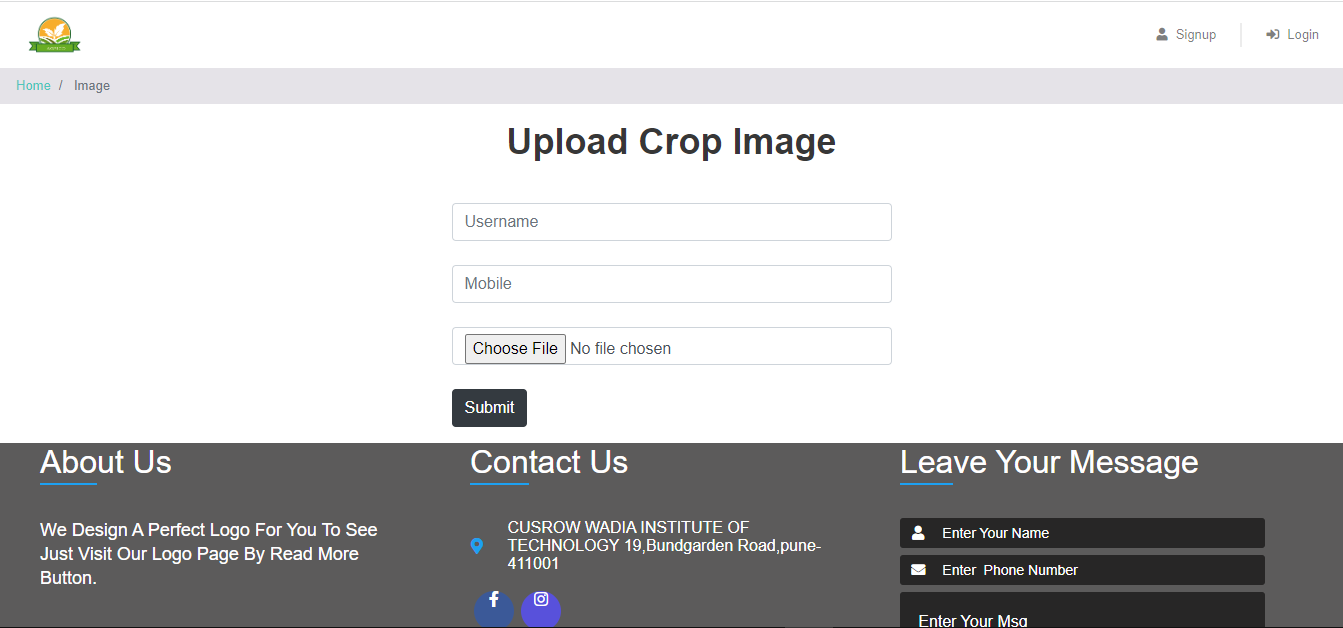 Signup
Login
Home / Image
Upload Crop Image
Username
Mobile
Choose File No file chosen
Submit
About Us
We Design A Perfect Logo For You To See
Just Visit Our Logo Page By Read More
Button.
Contact Us
CUSROW WADIA INSTITUTE OF
TECHNOLOGY 19,Bundgarden Road,pune-
411001
Leave Your Message
Enter Your Name
Enter Phone Number
Enter Your Msg